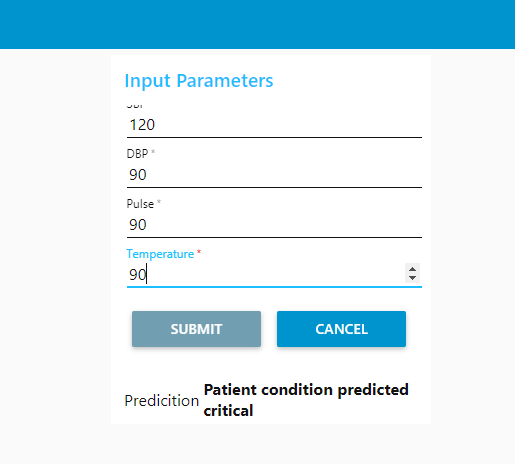 Input Parameters
120
DBP *
90
Pulse *
90
Temperature *
90
SUBMIT
CANCEL
Predicition Patient condition predicted
critical